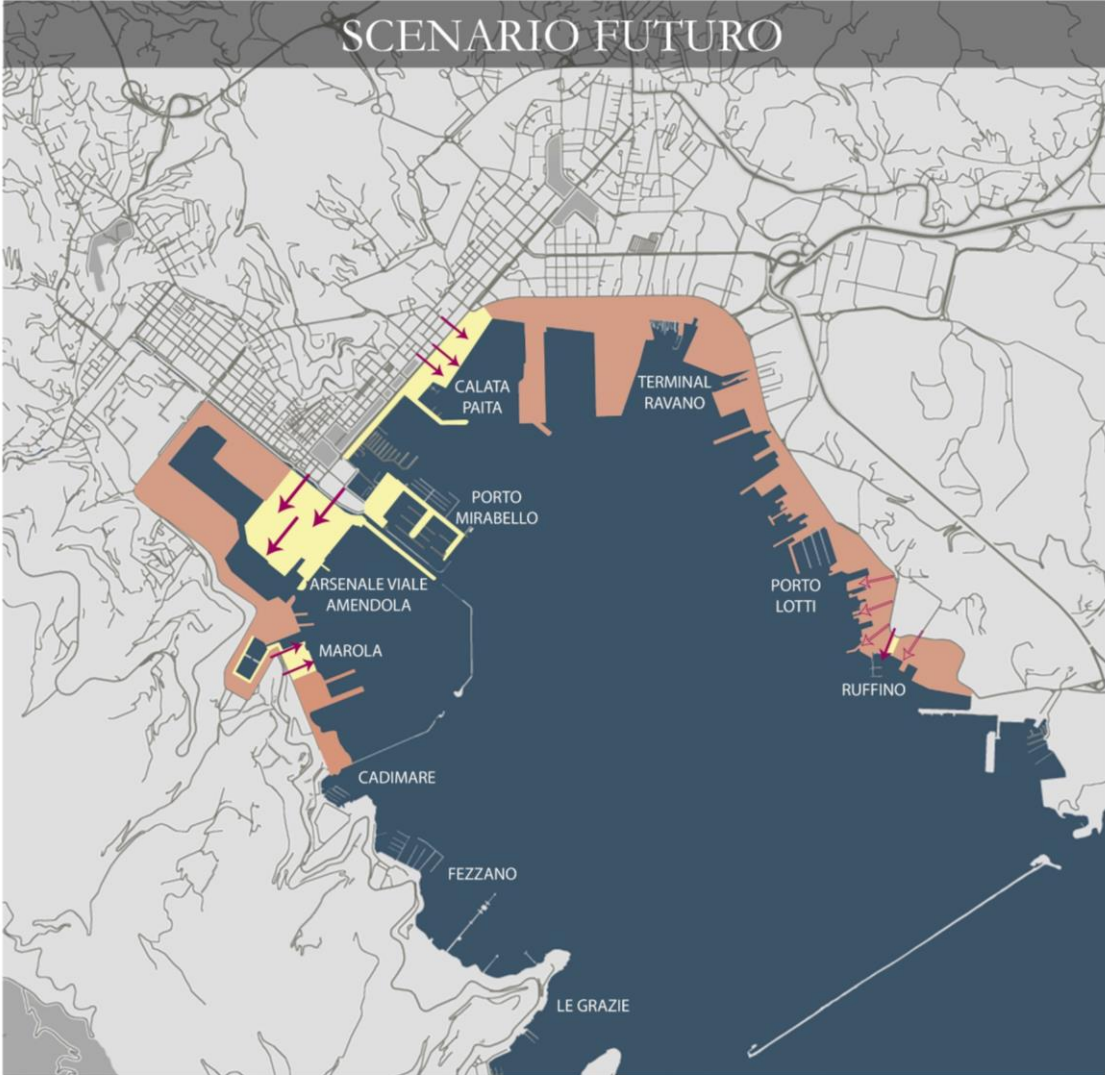 SCENARIO FUTURO
CALATA
PAITA
TERMINAL
RAVANO
PORTO
MIRABELLO
ARSENALE VIALE
AMENDOLA
PORTO
LOTTI
MAROLA
RUFFINO
CADIMARE
FEZZANO
LE GRAZIE